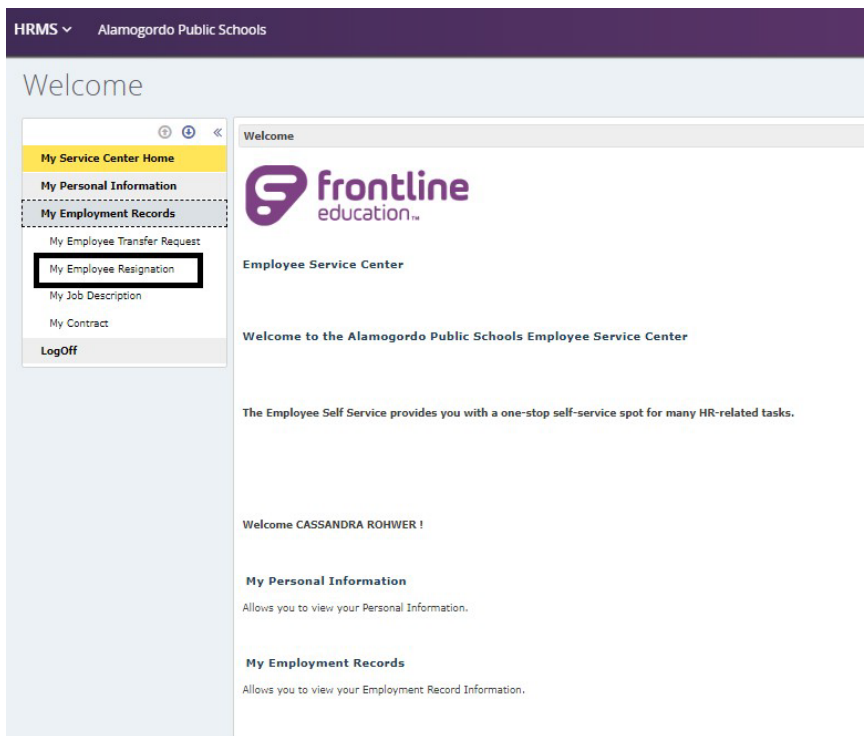 HRMS Alamogordo Public Schools
Welcome
My Service Center Home
My Personal Information
My Employment Records
My Employee Transfer Request
My Employee Resignation
My Job Description
My Contract
LogOff
Welcome
frontline
education™
Employee Service Center
Welcome to the Alamogordo Public Schools Employee Service Center
The Employee Self Service provides you with a one-stop self-service spot for many HR-related tasks.
Welcome CASSANDRA ROHWER !
My Personal Information
Allows you to view your Personal Information.
My Employment Records
Allows you to view your Employment Record Information.